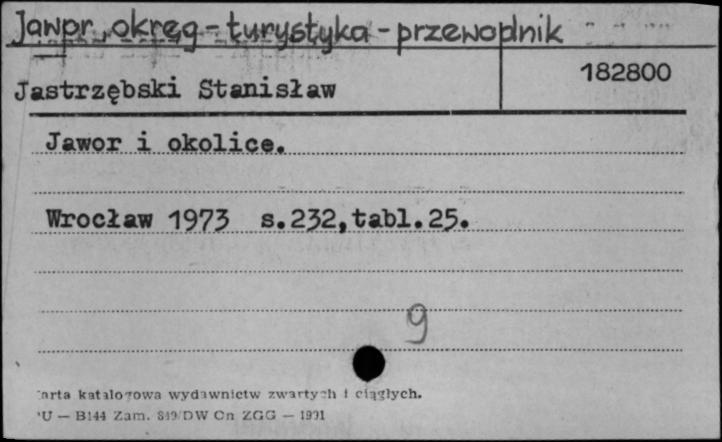 Jawor, okręg - turystyka - przewodnik
182800
Jastrzębski Stanisław
Jawor i okolice.
Wrocław 1973 s.232,tabl.25.
9
arta katalogowa wydawnictw zwartych i ciągłych.
U — B144 Zam. 849/DW Cn ZGG — 1991